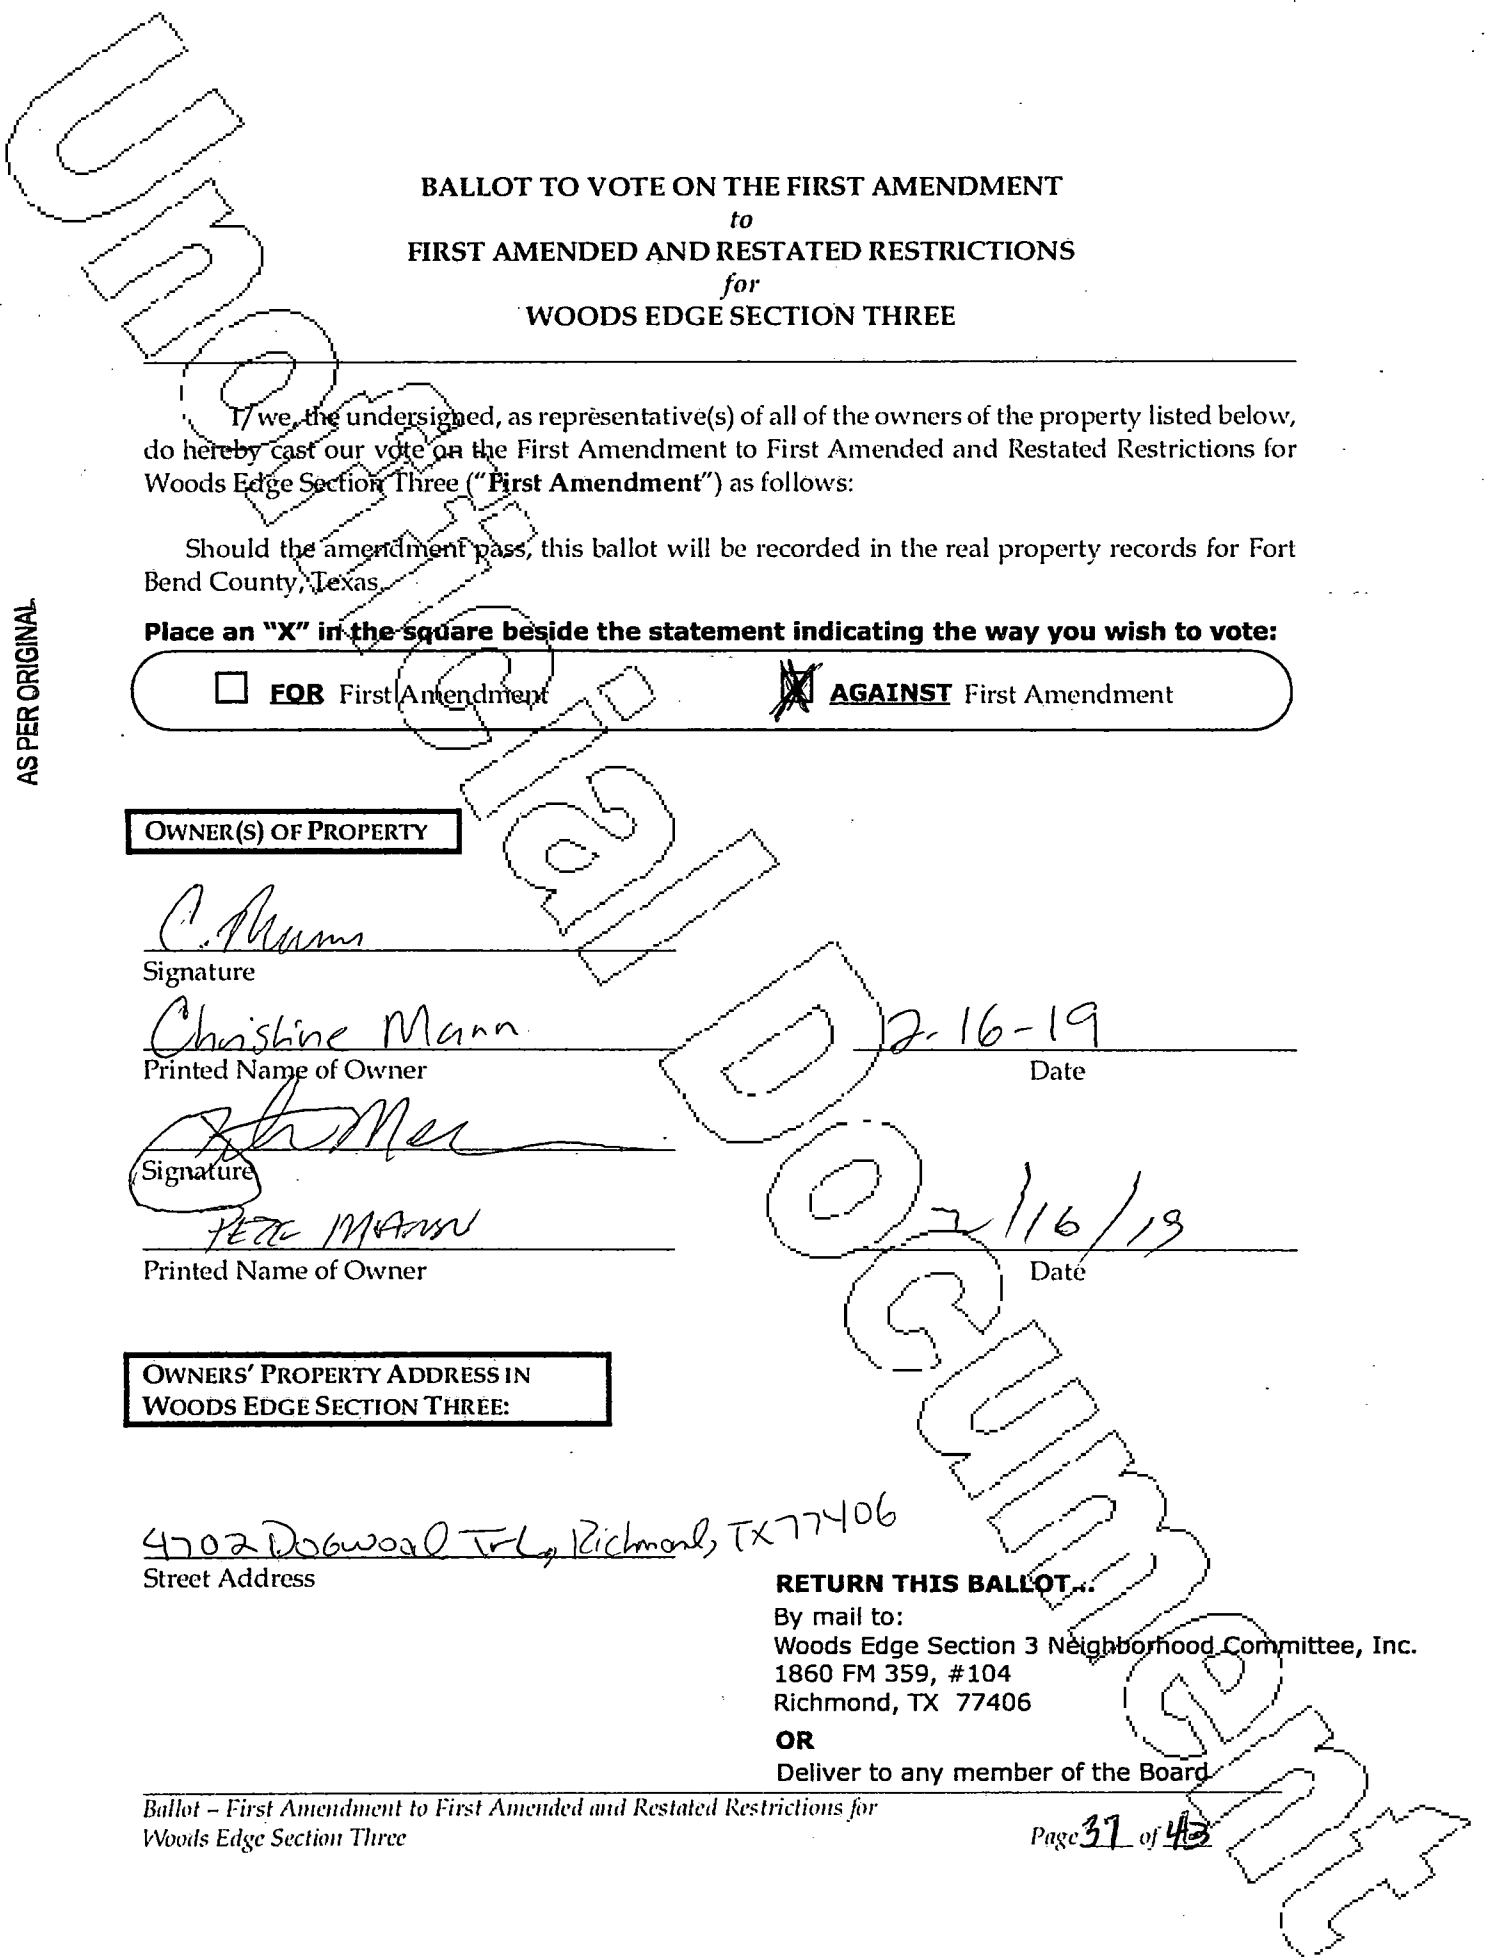 BALLOT TO VOTE ON THE FIRST AMENDMENT
to
FIRST AMENDED AND RESTATED RESTRICTIONS
for
WOODS EDGE SECTION THREE
I/we, the undersigned, as representative(s) of all of the owners of the property listed below,
do hereby cast our vote on the First Amendment to First Amended and Restated Restrictions for
Woods Edge Section Three ("First Amendment") as follows:
Should the amendment pass, this ballot will be recorded in the real property records for Fort
Bend County, Texas.
AS PER ORIGINAL
Place an "X" in the square beside the statement indicating the way you wish to vote:
FOR First Amendment
X AGAINST First Amendment
OWNER(S) OF PROPERTY
C. Mann
Signature
Christine Mann 2-16-19
Printed Name of Owner Date
Signature
PETE MANN 2/16/19
Printed Name of Owner Date
OWNERS' PROPERTY ADDRESS IN
WOODS EDGE SECTION THREE:
4702 Dogwood Trl, Richmond, TX 77406
Street Address
RETURN THIS BALLOT...
By mail to:
Woods Edge Section 3 Neighborhood Committee, Inc.
1860 FM 359, #104
Richmond, TX 77406
OR
Deliver to any member of the Board
Ballot – First Amendment to First Amended and Restated Restrictions for
Woods Edge Section Three
Page 37 of 43
Unofficial Document